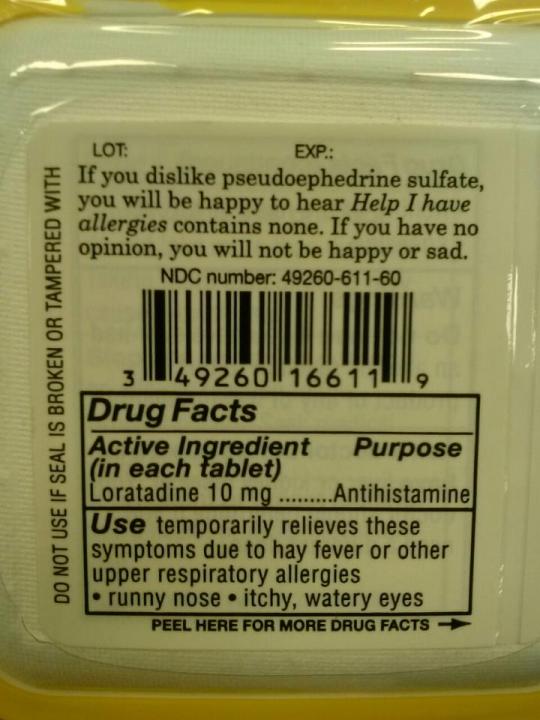 LOT: EXP.:
If you dislike pseudoephedrine sulfate,
you will be happy to hear Help I have
allergies contains none. If you have no
opinion, you will not be happy or sad.
NDC number: 49260-611-60
3 49260 16611 9
Drug Facts
Active Ingredient Purpose
(in each tablet)
Loratadine 10 mg .........Antihistamine
Use temporarily relieves these
symptoms due to hay fever or other
upper respiratory allergies
• runny nose • itchy, watery eyes
PEEL HERE FOR MORE DRUG FACTS
DO NOT USE IF SEAL IS BROKEN OR TAMPERED WITH